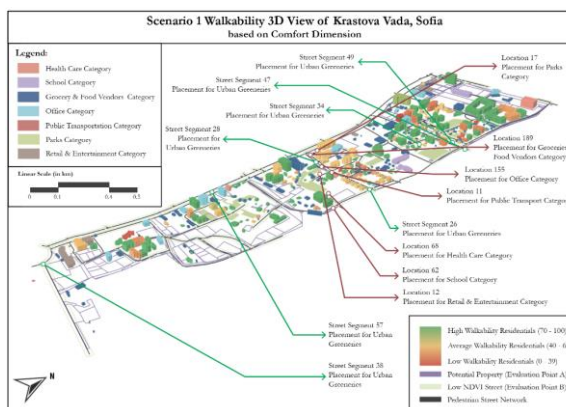 Scenario 1 Walkability 3D View of Krastova Vada, Sofia
based on Comfort Dimension
Legend:
Health Care Category
School Category
Grocery & Food Vendors Category
Office Category
Public Transportation Category
Parks Category
Retail & Entertainment Category
Linear Scale (in km)
Street Segment 49
Placement for Urban Greeneries
Street Segment 47
Placement for Urban Greeneries
Street Segment 34
Placement for Urban Greeneries
Street Segment 28
Placement for
Urban Greeneries
Location 17
Placement for Parks
Category
Location 189
Placement for Groceries
Food Vendors Category
Location 155
Placement for Office Category
Location 11
Placement for Public Transport Catego
Street Segment 26
Placement for Urban Greeneries
Location 68
Placement for Health Care Category
Location 62
Placement for School Category
Location 12
Placement for Retail & Entertainment Category
Street Segment 57
Placement for Urban
Greeneries
Street Segment 38
Placement for Urban
Greeneries
N
High Walkability Residentials (70 - 100)
Average Walkability Residentials (40 - 6
Low Walkability Residentials (0 - 39)
Potential Property (Evaluation Point A)
Low NDVI Street (Evaluation Point B)
Pedestrian Street Network